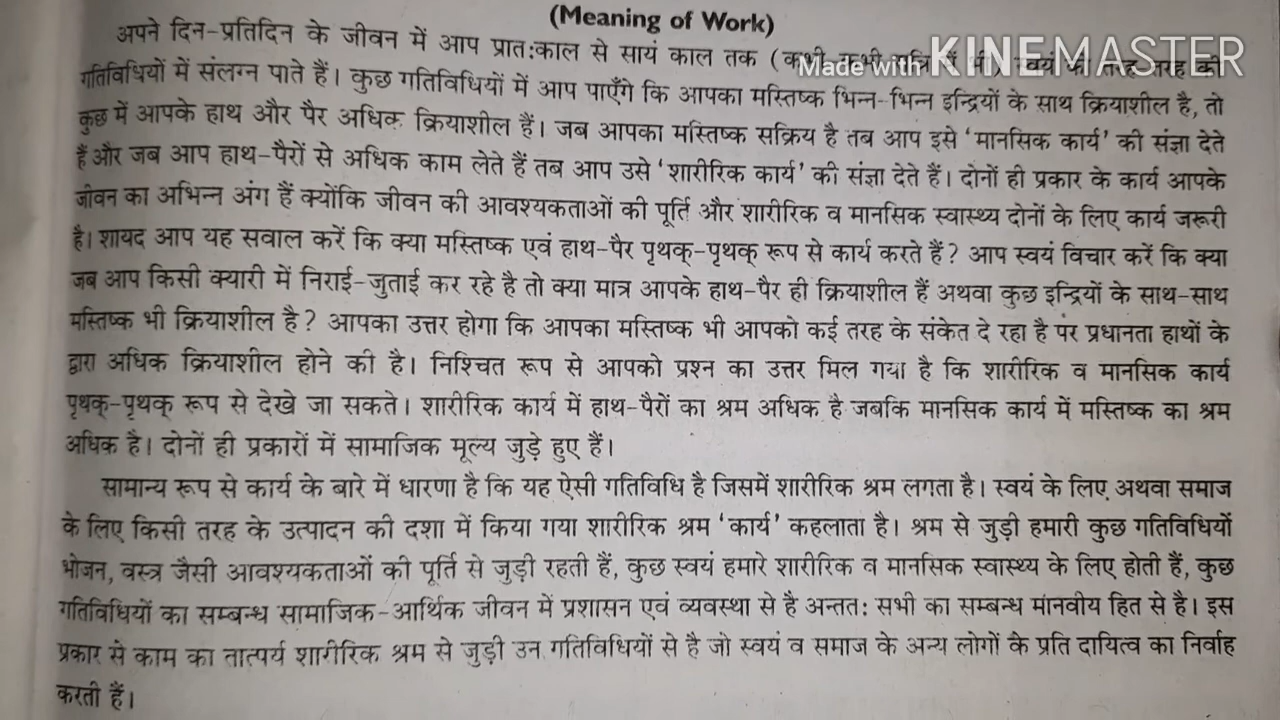 (Meaning of Work)
अपने दिन-प्रतिदिन के जीवन में आप प्रात:काल से सायं काल तक (कभी
Made with KINEMASTER
गतिविधियों में संलग्न पाते हैं। कुछ गतिविधियों में आप पाएँगे कि आपका मस्तिष्क भिन्न-भिन्न इन्द्रियों के साथ क्रियाशील है, तो
कुछ में आपके हाथ और पैर अधिक क्रियाशील हैं। जब आपका मस्तिष्क सक्रिय है तब आप इसे ‘मानसिक कार्य’ की संज्ञा देते
हैं और जब आप हाथ-पैरों से अधिक काम लेते हैं तब आप उसे ‘शारीरिक कार्य’ की संज्ञा देते हैं। दोनों ही प्रकार के कार्य आपके
जीवन का अभिन्न अंग हैं क्योंकि जीवन की आवश्यकताओं की पूर्ति और शारीरिक व मानसिक स्वास्थ्य दोनों के लिए कार्य जरूरी
है। शायद आप यह सवाल करें कि क्या मस्तिष्क एवं हाथ-पैर पृथक्-पृथक् रूप से कार्य करते हैं? आप स्वयं विचार करें कि क्या
जब आप किसी क्यारी में निराई-जुताई कर रहे है तो क्या मात्र आपके हाथ-पैर ही क्रियाशील हैं अथवा कुछ इन्द्रियों के साथ-साथ
मस्तिष्क भी क्रियाशील है? आपका उत्तर होगा कि आपका मस्तिष्क भी आपको कई तरह के संकेत दे रहा है पर प्रधानता हाथों के
द्वारा अधिक क्रियाशील होने की है। निश्चित रूप से आपको प्रश्न का उत्तर मिल गया है कि शारीरिक व मानसिक कार्य
पृथक्-पृथक् रूप से देखे जा सकते। शारीरिक कार्य में हाथ-पैरों का श्रम अधिक है जबकि मानसिक कार्य में मस्तिष्क का श्रम
अधिक है। दोनों ही प्रकारों में सामाजिक मूल्य जुड़े हुए हैं।
सामान्य रूप से कार्य के बारे में धारणा है कि यह ऐसी गतिविधि है जिसमें शारीरिक श्रम लगता है। स्वयं के लिए अथवा समाज
के लिए किसी तरह के उत्पादन की दशा में किया गया शारीरिक श्रम ‘कार्य’ कहलाता है। श्रम से जुड़ी हमारी कुछ गतिविधियों
भोजन, वस्त्र जैसी आवश्यकताओं की पूर्ति से जुड़ी रहती हैं, कुछ स्वयं हमारे शारीरिक व मानसिक स्वास्थ्य के लिए होती हैं, कुछ
गतिविधियों का सम्बन्ध सामाजिक-आर्थिक जीवन में प्रशासन एवं व्यवस्था से है अन्तत: सभी का सम्बन्ध मानवीय हित से है। इस
प्रकार से काम का तात्पर्य शारीरिक श्रम से जुड़ी उन गतिविधियों से है जो स्वयं व समाज के अन्य लोगों के प्रति दायित्व का निर्वाह
करती हैं।